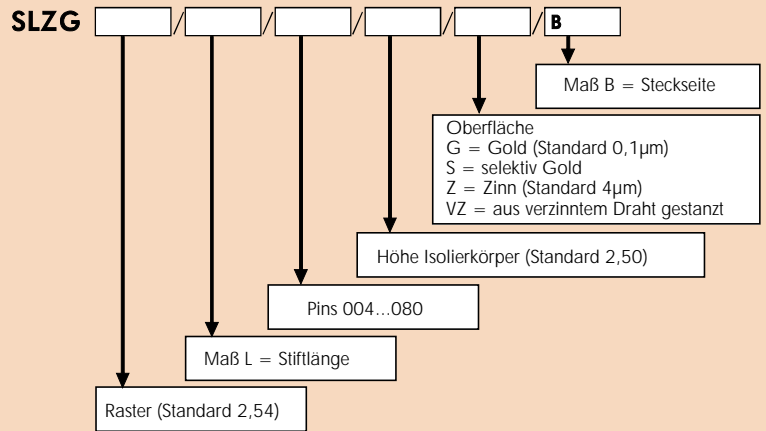 SLZG / / / / / B
Maß B = Steckseite
Oberfläche
G = Gold (Standard 0,1µm)
S = selektiv Gold
Z = Zinn (Standard 4µm)
VZ = aus verzinntem Draht gestanzt
Höhe Isolierkörper (Standard 2,50)
Pins 004...080
Maß L = Stiftlänge
Raster (Standard 2,54)